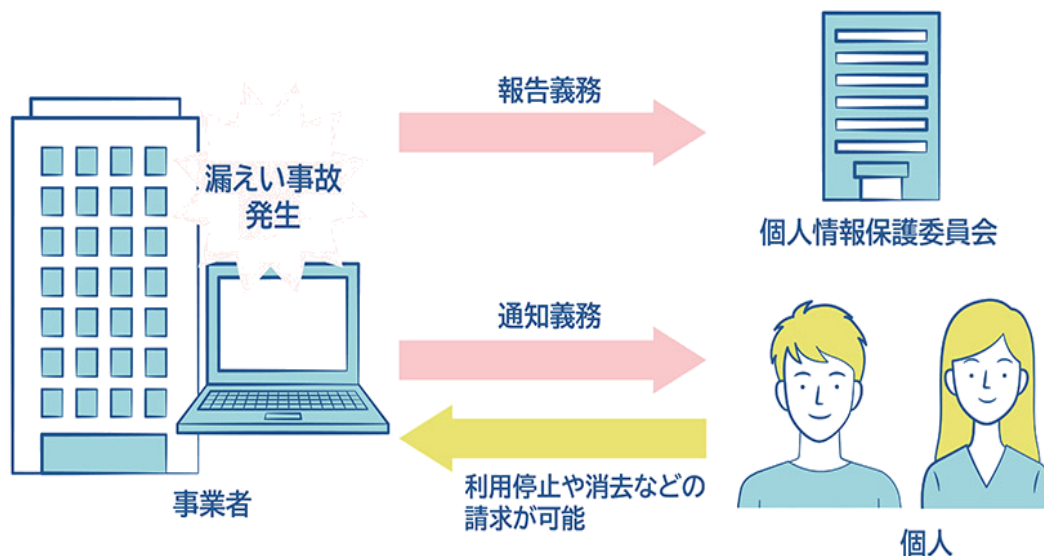 報告義務
漏えい事故
発生
個人情報保護委員会
通知義務
利用停止や消去などの
請求が可能
事業者
個人